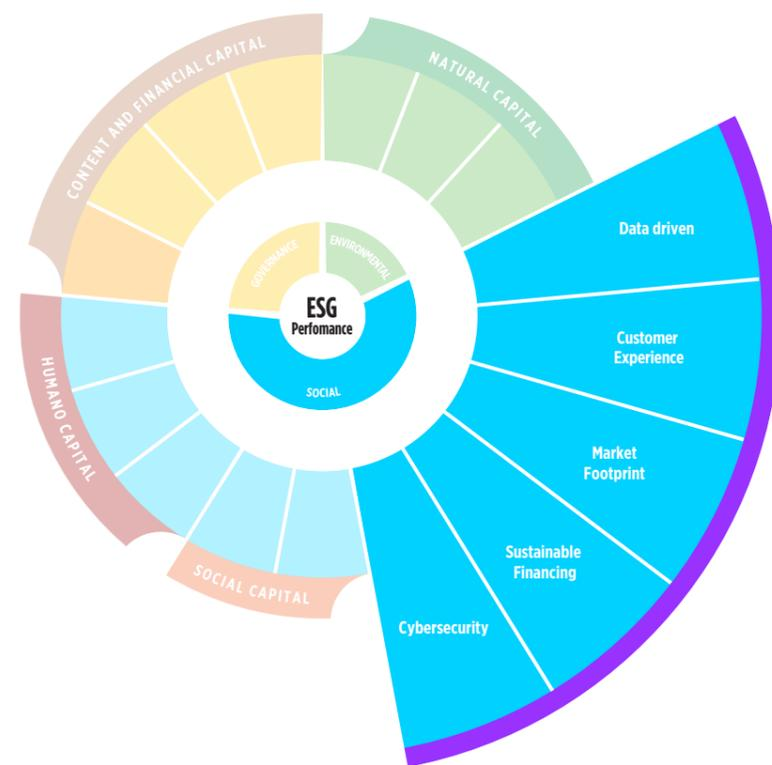 CONTENT AND FINANCIAL CAPITAL
NATURAL CAPITAL
Data driven
GOVERNANCE
ENVIRONMENTAL
ESG
Perfomance
SOCIAL
Customer
Experience
HUMANO CAPITAL
Market
Footprint
Sustainable
Financing
SOCIAL CAPITAL
Cybersecurity